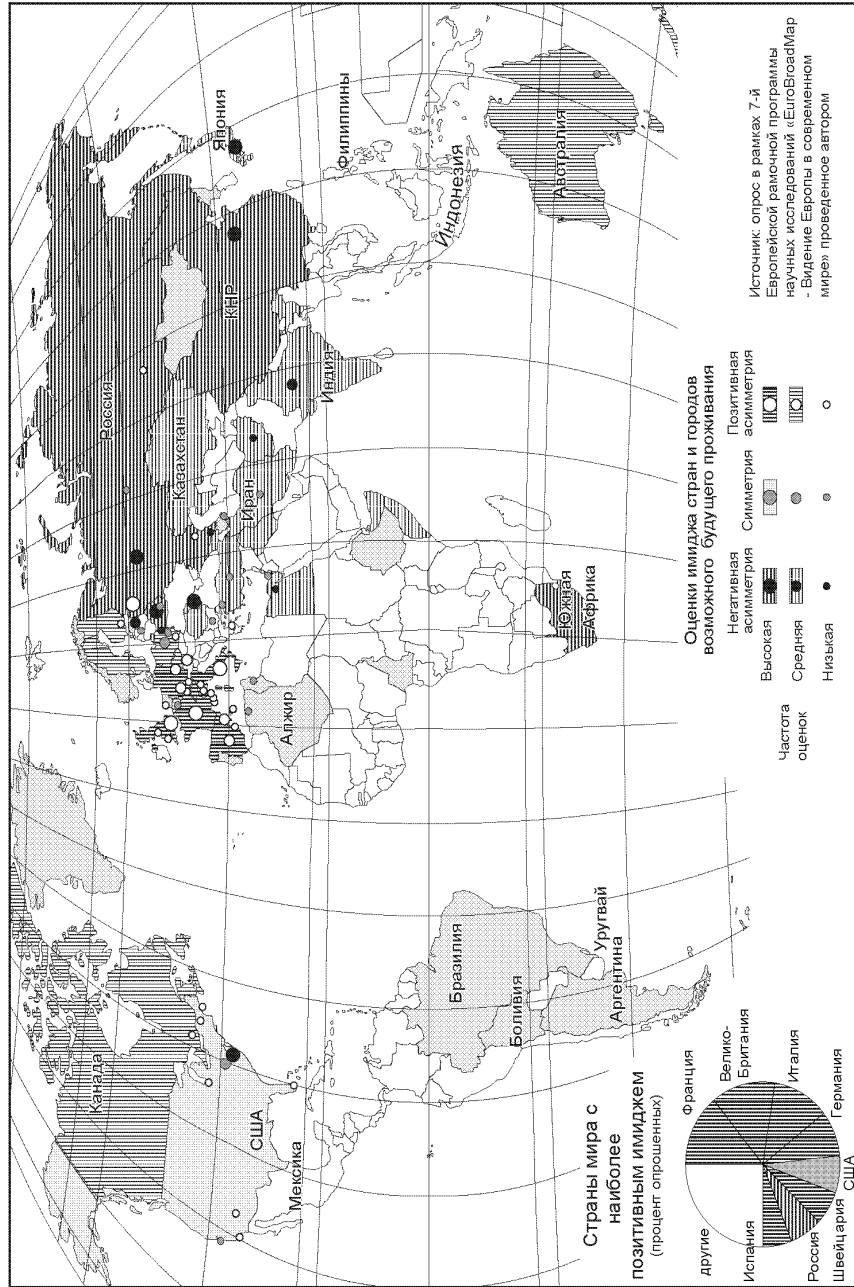 Канада
США
Мексика
Бразилия
Боливия
Уругвай
Аргентина
Алжир
Южная
Африка
Россия
Казахстан
Иран
Индия
КНР
Япония
Филиппины
Индонезия
Австралия
Страны мира с
наиболее
позитивным имиджем
(процент опрошенных)
Франция
Велико-
Британия
Италия
Германия
США
Швейцария
Россия
Испания
другие
Оценки имиджа стран и городов
возможного будущего проживания
Негативная
асимметрия
Симметрия
Позитивная
асимметрия
Частота
оценок
Высокая
Средняя
Низькая
Источник: опрос в рамках 7-й
Европейской рамочной программы
научных исследований «EuroBroadMap
- Видение Европы в современном
мире» проведенное автором